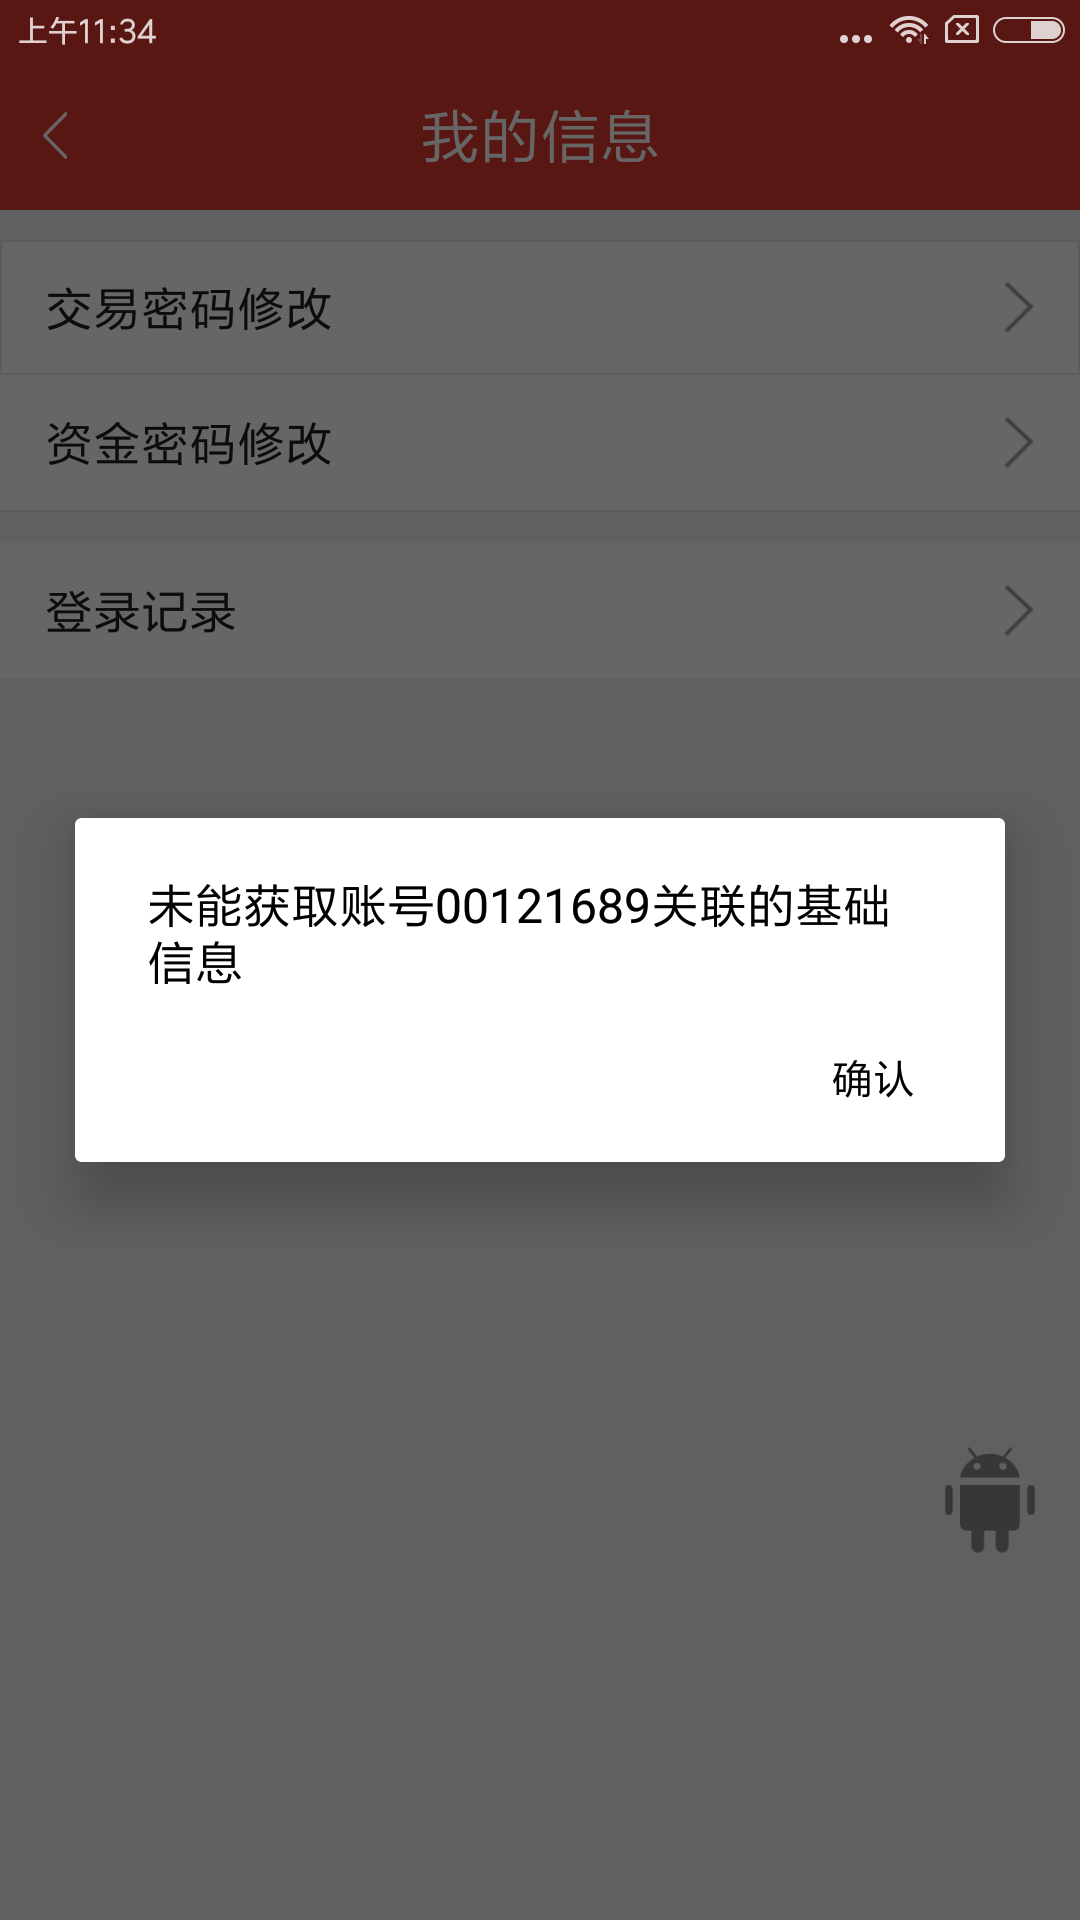 上午11:34
我的信息
交易密码修改
资金密码修改
登录记录
未能获取账号00121689关联的基础
信息
确认